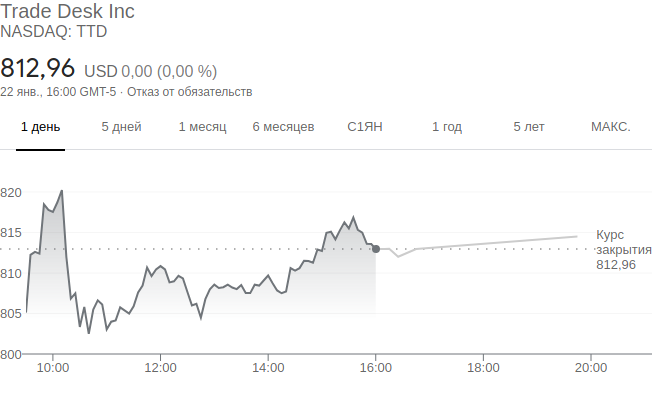 Trade Desk Inc
NASDAQ: TTD
812,96 USD 0,00 (0,00 %)
22 янв., 16:00 GMT-5 · Отказ от обязательств
1 день 5 дней 1 месяц 6 месяцев С1ЯН 1 год 5 лет МАКС.
820
815
810
805
800
Курс
закрытия
812,96
10:00 12:00 14:00 16:00 18:00 20:00